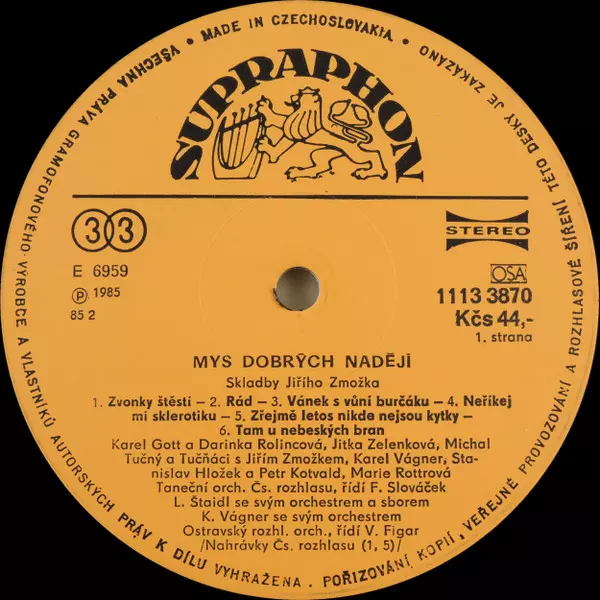 VŠECHNA PRÁVA GRAMOFONOVÉHO VÝROBCE A VLASTNÍKŮ AUTORSKÝCH PRÁV K DÍLU VYHRAŽENA. POŘIZOVÁNÍ KOPIÍ, VEŘEJNÉ PROVOZOVÁNÍ A ROZHLASOVÉ ŠÍŘENÍ TÉTO DESKY JE ZAKÁZÁNO • MADE IN CZECHOSLOVAKIA •
SUPRAPHON
33
STEREO
E 6959
OSA
Ⓟ 1985
1113 3870
85 2
Kčs 44,-
1. strana
MYS DOBRÝCH NADĚJÍ
Skladby Jiřího Zmožka
1. Zvonky štěstí – 2. Rád – 3. Vánek s vůní burčáku – 4. Neříkej
mi sklerotiku – 5. Zřejmě letos nikde nejsou kytky –
6. Tam u nebeských bran
Karel Gott a Darinka Rolincová, Jitka Zelenková, Michal
Tučný a Tučňáci s Jiřím Zmožkem, Karel Vágner, Sta-
nislav Hložek a Petr Kotvald, Marie Rottrová
Taneční orch. Čs. rozhlasu, řídí F. Slováček
L. Štaidl se svým orchestrem a sborem
K. Vágner se svým orchestrem
Ostravský rozhl. orch., řídí V. Figar
/Nahrávky Čs. rozhlasu (1, 5)/